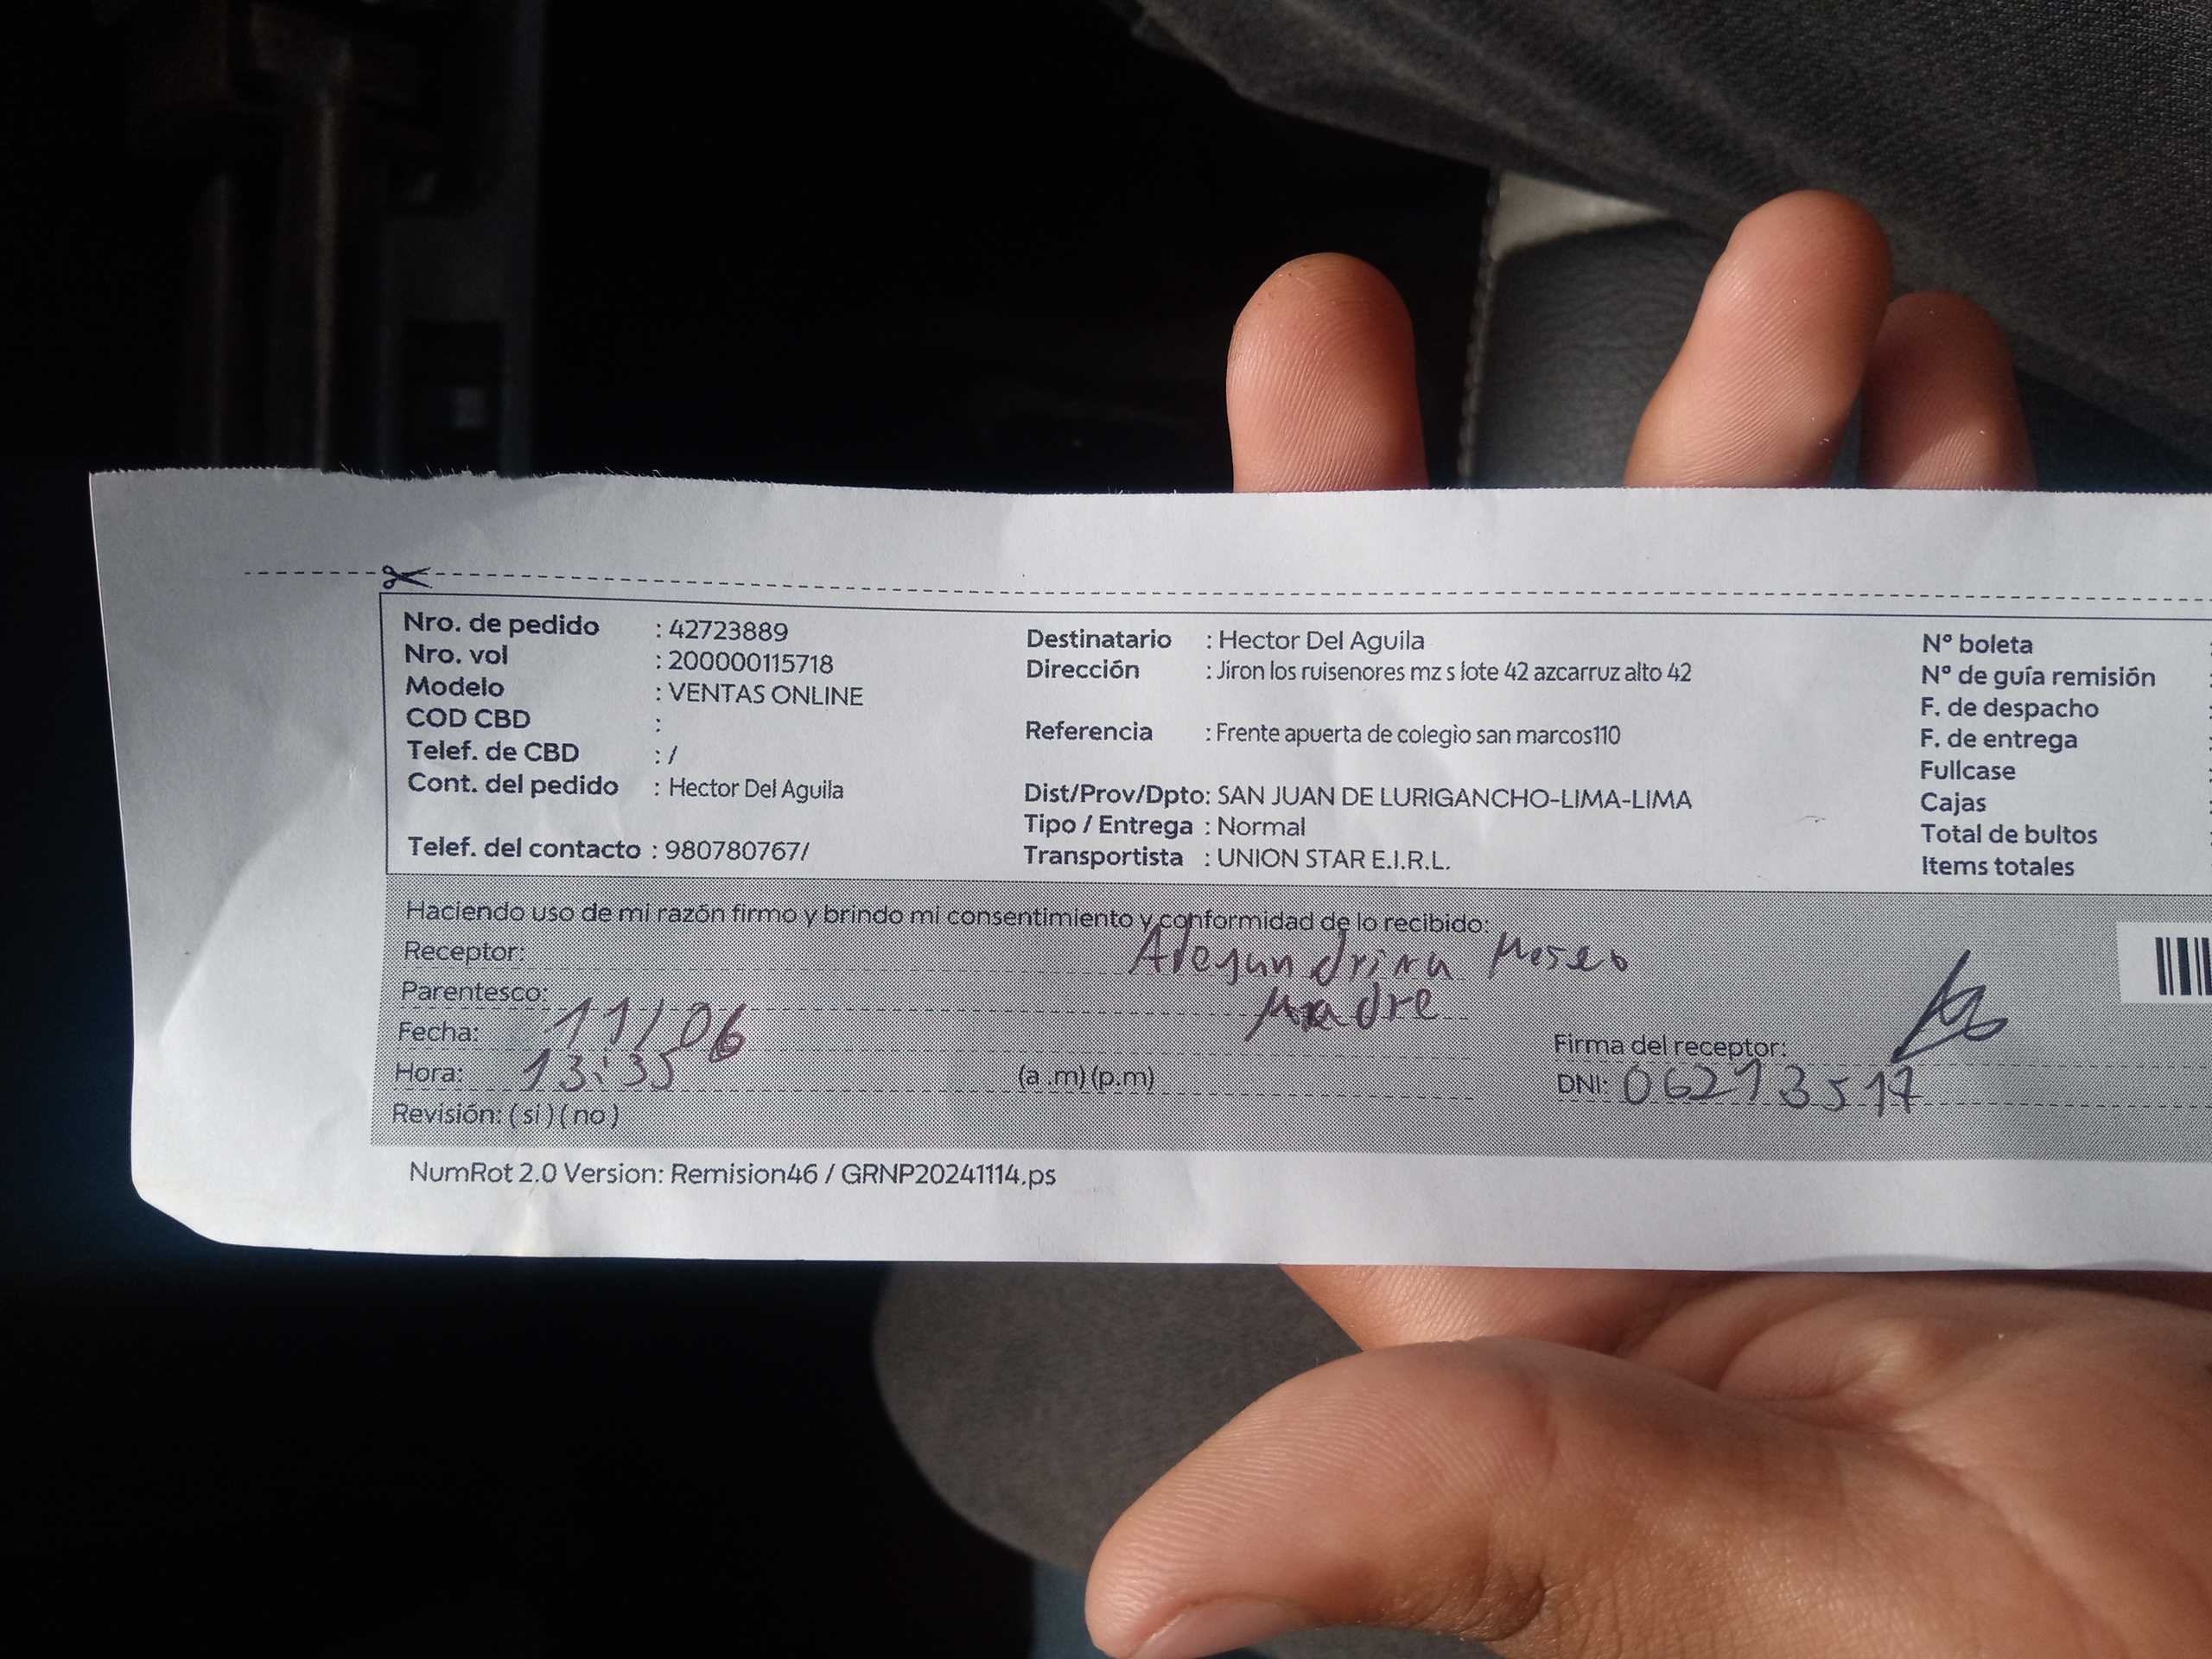 Nro. de pedido : 42723889
Nro. vol : 200000115718
Modelo : VENTAS ONLINE
COD CBD :
Telef. de CBD : /
Cont. del pedido : Hector Del Aguila
Telef. del contacto : 980780767/
Destinatario : Hector Del Aguila
Dirección : Jiron los ruisenores mz s lote 42 azcarruz alto 42
Referencia : Frente apuerta de colegio san marcos110
Dist/Prov/Dpto: SAN JUAN DE LURIGANCHO-LIMA-LIMA
Tipo / Entrega : Normal
Transportista : UNION STAR E.I.R.L.
N° boleta
N° de guía remisión
F. de despacho
F. de entrega
Fullcase
Cajas
Total de bultos
Items totales
Haciendo uso de mi razón firmo y brindo mi consentimiento y conformidad de lo recibido:
Receptor:
Parentesco: Madre
Fecha: 11/06
Hora: 13:35 (a .m) (p.m)
Revisión: ( si ) ( no )
Firma del receptor:
DNI: 06213517
NumRot 2.0 Version: Remision46 / GRNP20241114.ps